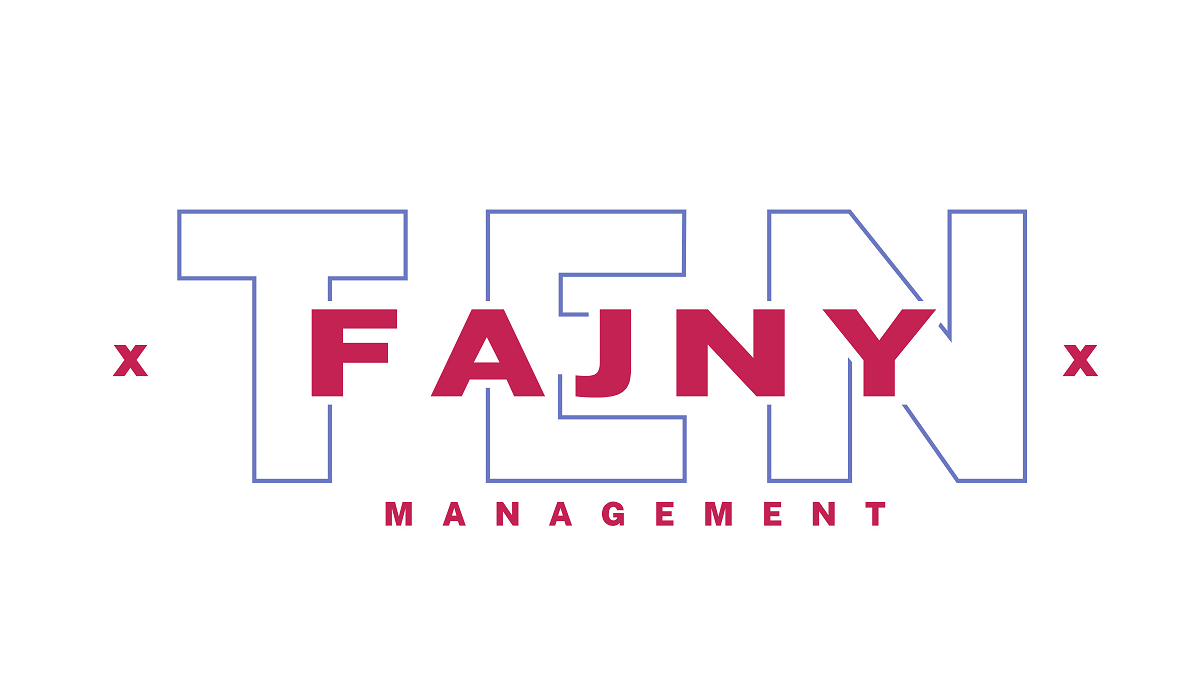 TEN
x FAJNY x
MANAGEMENT